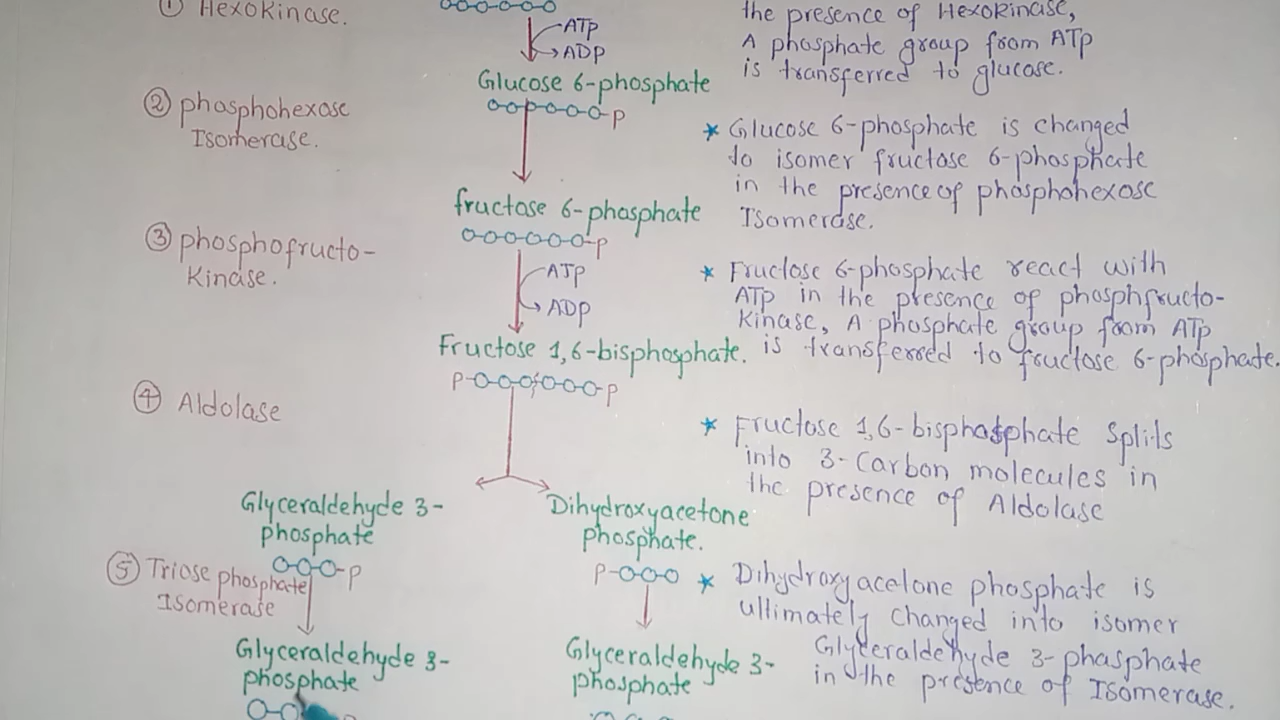 ① Hexokinase.
ATP
ADP
the presence of Hexokinase,
A phosphate group from ATP
is transferred to glucose.
Glucose 6-phosphate
P
② phosphohexose
Isomerase.
* Glucose 6-phosphate is changed
to isomer fructose 6-phosphate
in the presence of phosphohexose
Isomerase.
fructose 6-phosphate
P
③ phosphofructo-
Kinase.
ATP
ADP
* Fructose 6-phosphate react with
ATP in the presence of phosphfructo-
Kinase, A phosphate group from ATP
is transferred to fructose 6-phosphate.
Fructose 1,6-bisphosphate.
P P
④ Aldolase
* Fructose 1,6-bisphosphate Splits
into 3-Carbon molecules in
the presence of Aldolase
Glyceraldehyde 3-
phosphate
P
Dihydroxyacetone
phosphate.
P
⑤ Triose phosphate
Isomerase
* Dihydroxyacetone phosphate is
ultimately changed into isomer
Glyceraldehyde 3-phosphate
in the presence of Isomerase.
Glyceraldehyde 3-
phosphate
Glyceraldehyde 3-
phosphate